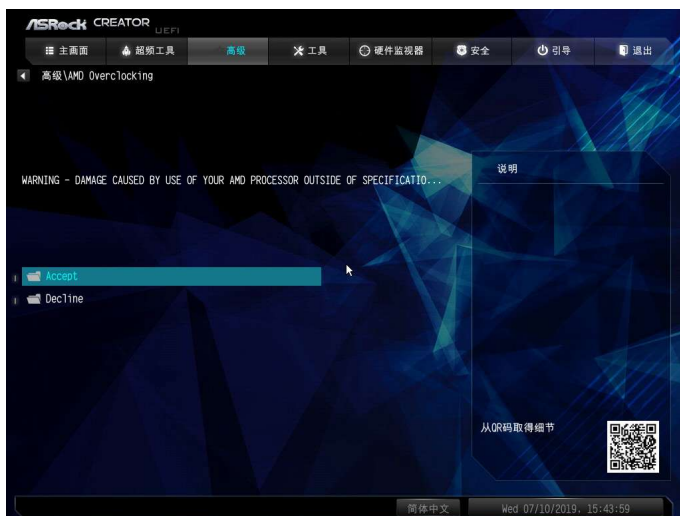 ASRock CREATOR UEFI
主画面 超频工具 高级 工具 硬件监视器 安全 引导 退出
高级\AMD Overclocking
说明
WARNING - DAMAGE CAUSED BY USE OF YOUR AMD PROCESSOR OUTSIDE OF SPECIFICATIO...
Accept
Decline
从QR码取得细节
简体中文 Wed 07/10/2019. 15:43:59